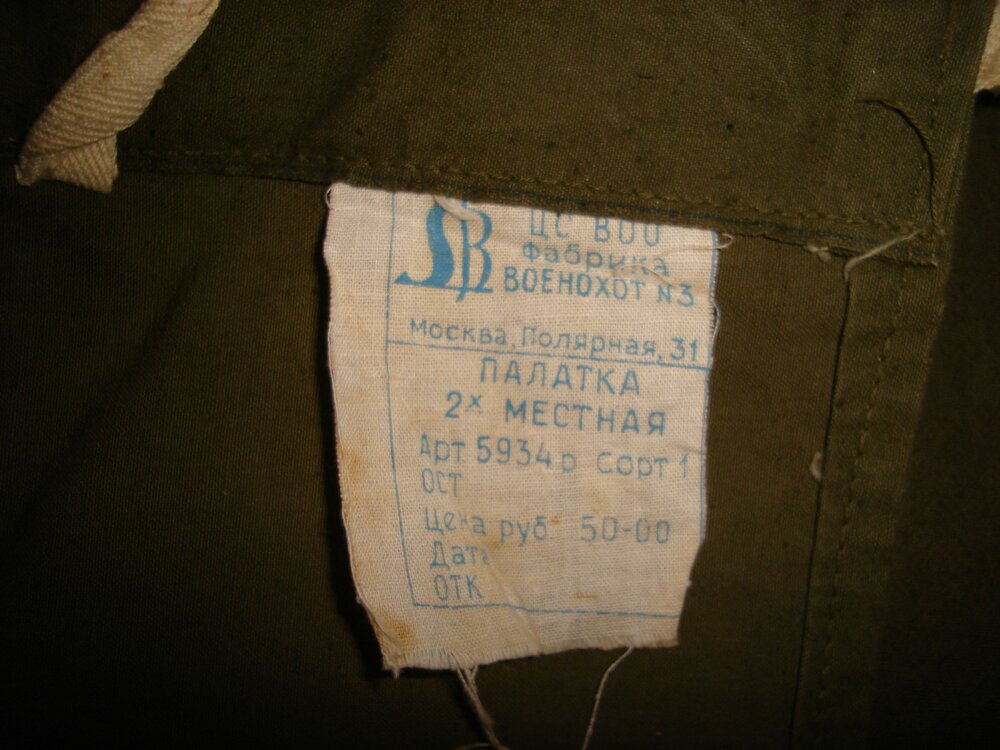 ЦС ВОО
Фабрика
ВОЕНОХОТ №3
Москва, Полярная, 31
ПАЛАТКА
2х МЕСТНАЯ
Арт 5934 р Сорт 1
ОСТ
Цена руб. 50-00
Дата
ОТК